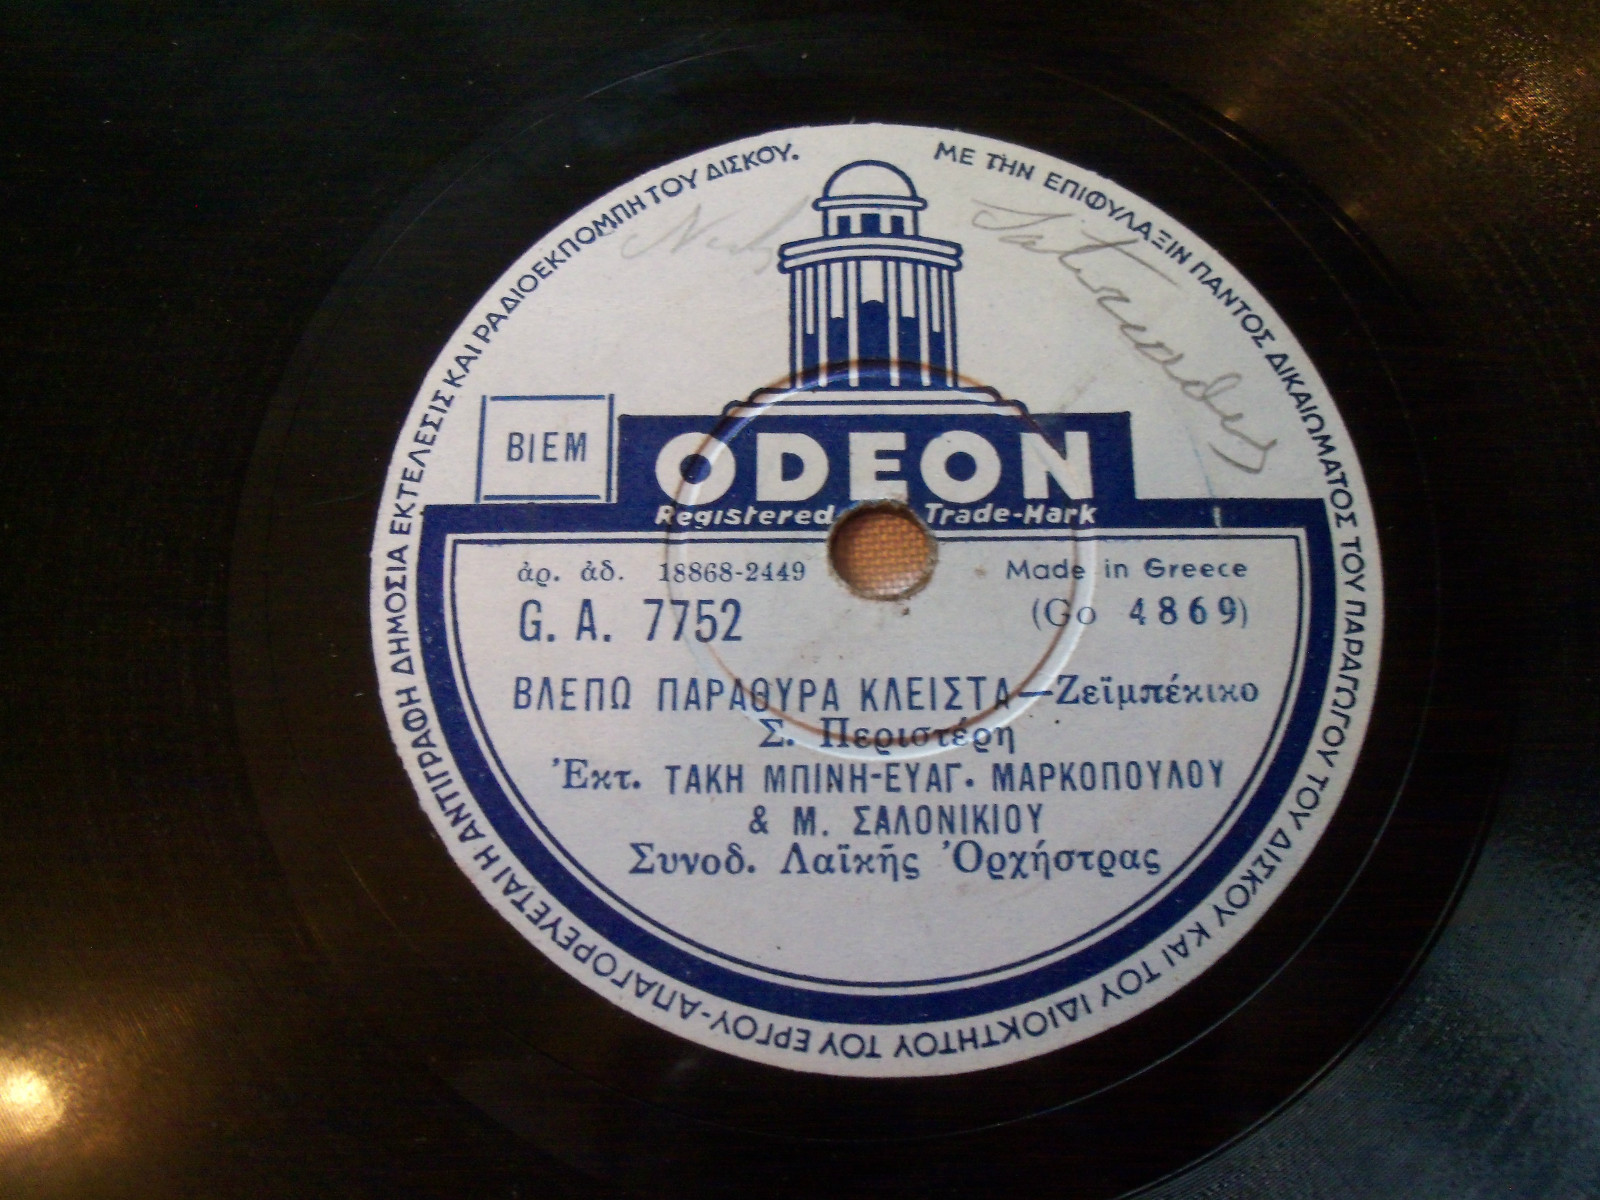 ΜΕ ΤΗΝ ΕΠΙΦΥΛΑΞΙΝ ΠΑΝΤΟΣ ΔΙΚΑΙΩΜΑΤΟΣ ΤΟΥ ΠΑΡΑΓΩΓΟΥ ΤΟΥ ΔΙΣΚΟΥ ΚΑΙ ΤΟΥ ΙΔΙΟΚΤΗΤΟΥ ΤΟΥ ΕΡΓΟΥ-ΑΠΑΓΟΡΕΥΕΤΑΙ Η ΑΝΤΙΓΡΑΦΗ ΔΗΜΟΣΙΑ ΕΚΤΕΛΕΣΙΣ ΚΑΙ ΡΑΔΙΟΕΚΠΟΜΠΗ ΤΟΥ ΔΙΣΚΟΥ.
BIEM
ODEON
Registered Trade-Mark
ἀρ. ἀδ. 18868-2449 Made in Greece
G. A. 7752 (Go 4869)
ΒΛΕΠΩ ΠΑΡΑΘΥΡΑ ΚΛΕΙΣΤΑ—Ζεϊμπέκικο
Σ. Περιστέρη
Ἐκτ. ΤΑΚΗ ΜΠΙΝΗ-ΕΥΑΓ. ΜΑΡΚΟΠΟΥΛΟΥ
& Μ. ΣΑΛΟΝΙΚΙΟΥ
Συνοδ. Λαϊκῆς Ὀρχήστρας